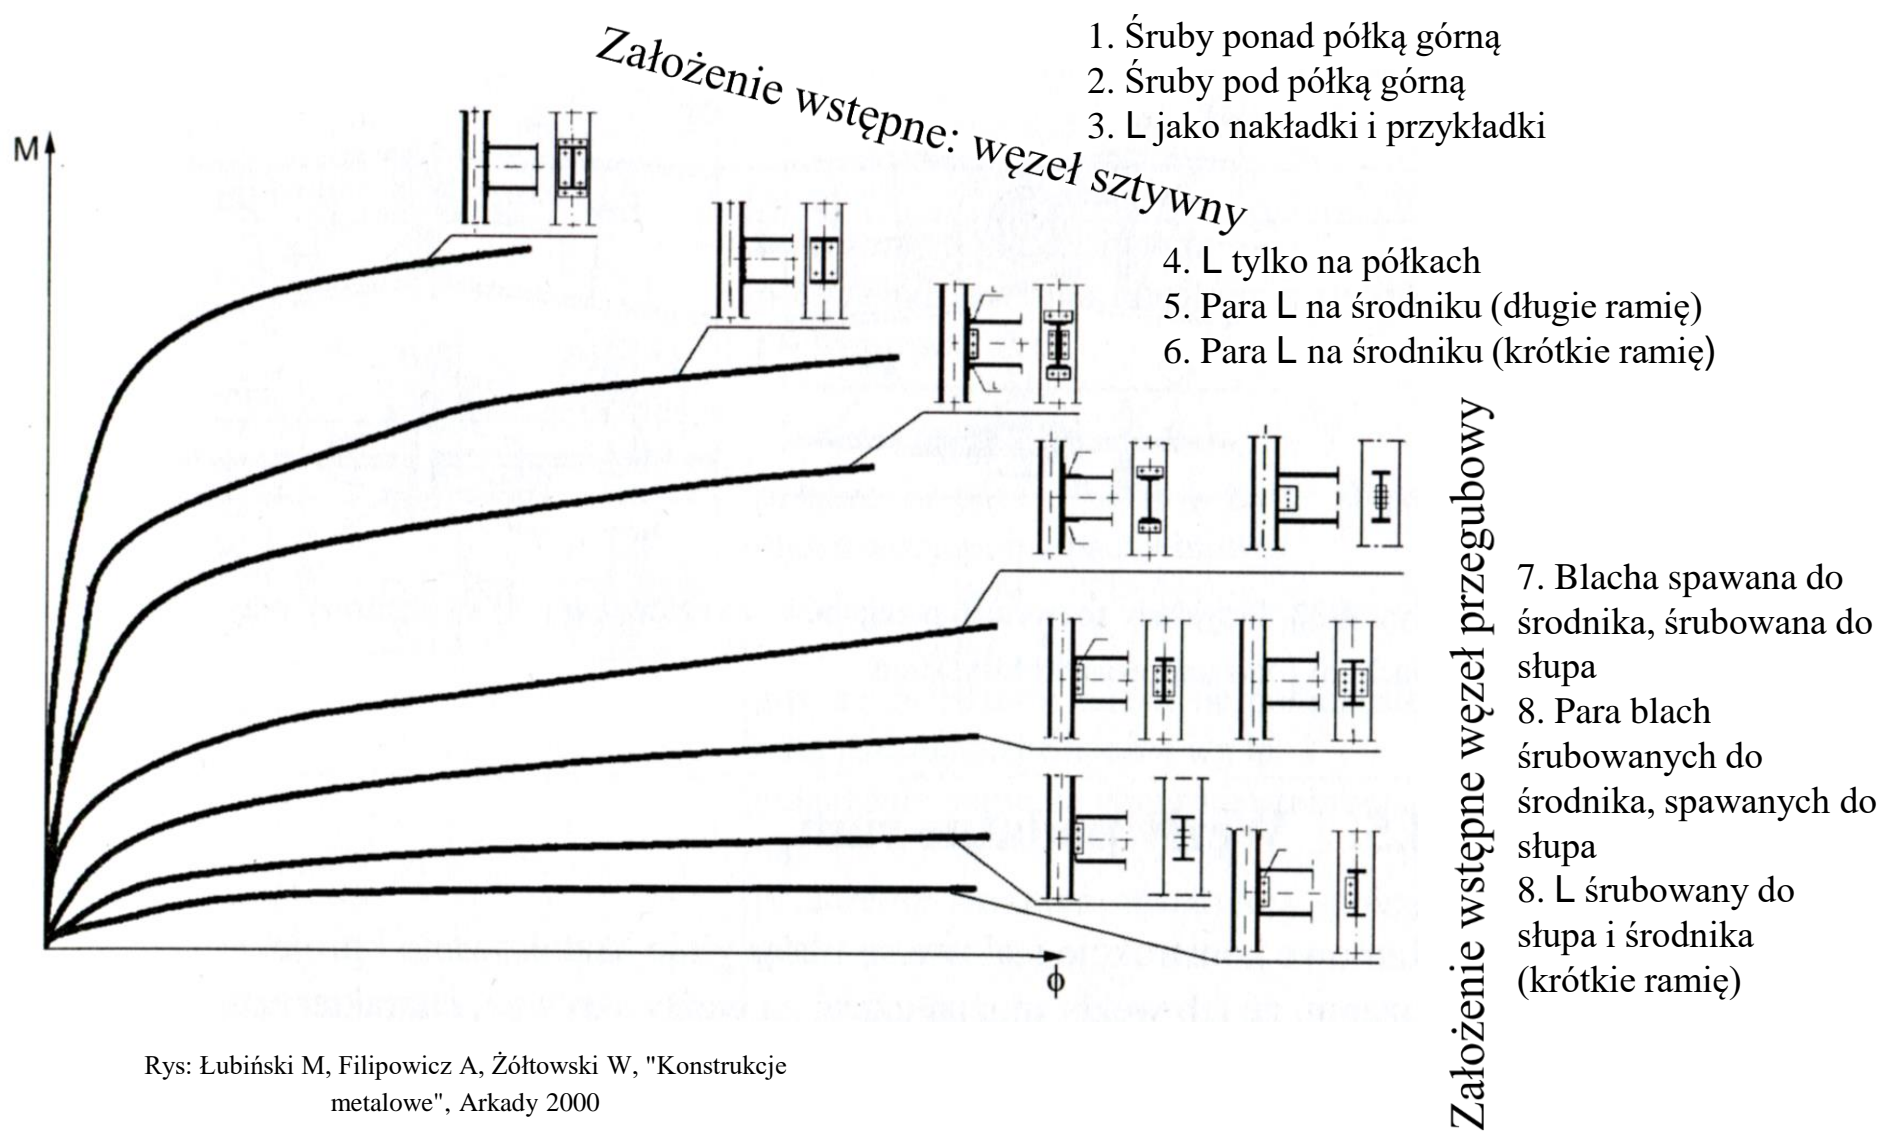 Założenie wstępne: węzeł sztywny
1. Śruby ponad półką górną
2. Śruby pod półką górną
3. L jako nakładki i przykładki
M
4. L tylko na półkach
5. Para L na środniku (długie ramię)
6. Para L na środniku (krótkie ramię)
Założenie wstępne węzeł przegubowy
7. Blacha spawana do
środnika, śrubowana do
słupa
8. Para blach
śrubowanych do
środnika, spawanych do
słupa
8. L śrubowany do
słupa i środnika
(krótkie ramię)
ϕ
Rys: Łubiński M, Filipowicz A, Żółtowski W, "Konstrukcje
metalowe", Arkady 2000